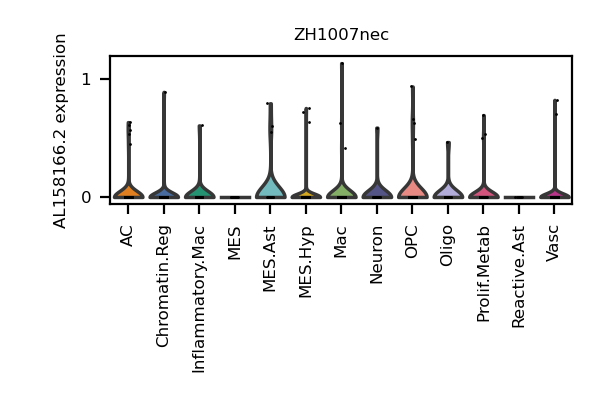 ZH1007nec
AL158166.2 expression
1
0
AC
Chromatin.Reg
Inflammatory.Mac
MES
MES.Ast
MES.Hyp
Mac
Neuron
OPC
Oligo
Prolif.Metab
Reactive.Ast
Vasc